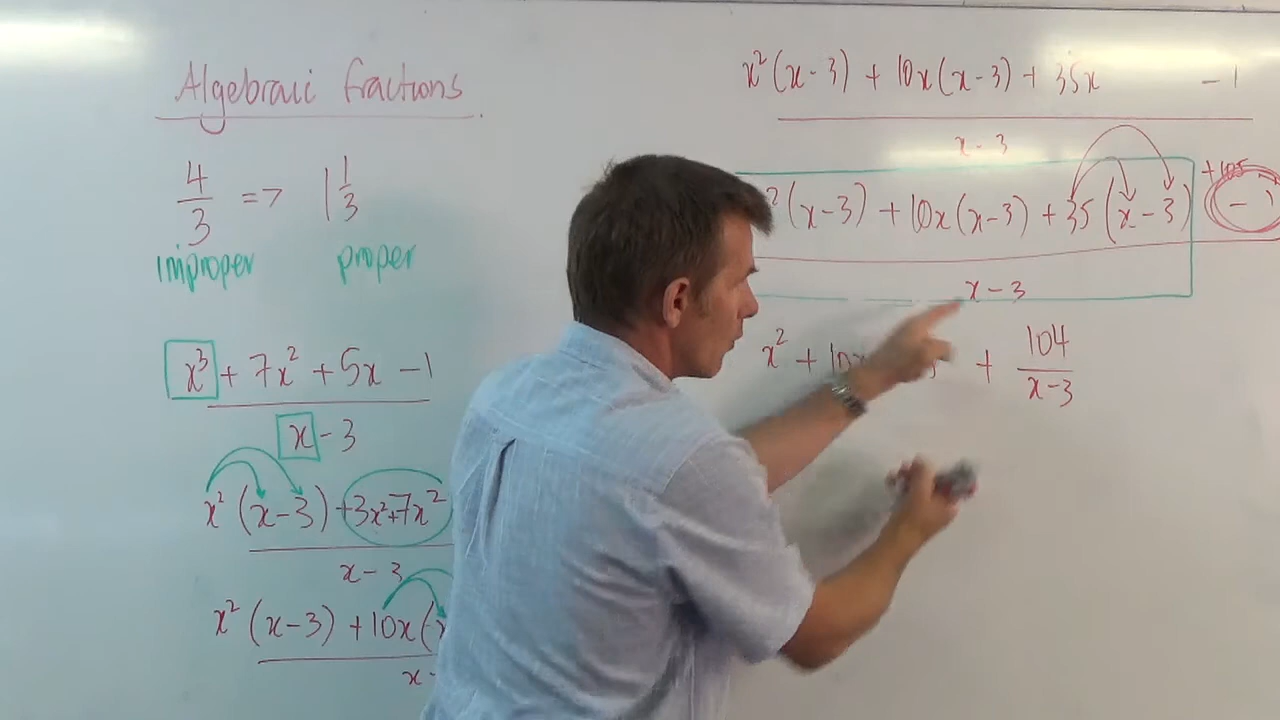 Algebraic fractions
4/3 => 1 1/3
improper proper
x³ + 7x² + 5x - 1
x - 3
x² (x-3) + 3x²+7x²
x - 3
x² (x-3) + 10x(
x² (x-3) + 10x(x-3) + 35x - 1
x - 3
² (x-3) + 10x(x-3) + 35 (x-3) +105 - 1
x - 3
x² + 10x + 104/x-3